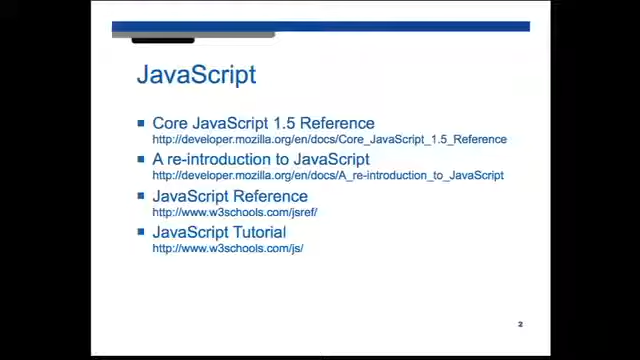 JavaScript
Core JavaScript 1.5 Reference
http://developer.mozilla.org/en/docs/Core_JavaScript_1.5_Reference
A re-introduction to JavaScript
http://developer.mozilla.org/en/docs/A_re-introduction_to_JavaScript
JavaScript Reference
http://www.w3schools.com/jsref/
JavaScript Tutorial
http://www.w3schools.com/js/
2